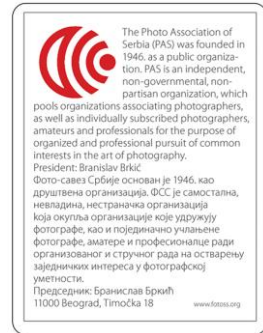 The Photo Association of
Serbia (PAS) was founded in
1946. as a public organiza-
tion. PAS is an independent,
non-governmental, non-
partisan organization, which
pools organizations associating photographers,
as well as individually subscribed photographers,
amateurs and professionals for the purpose of
organized and professional pursuit of common
interests in the art of photography.
President: Branislav Brkić
Фото-савез Србије основан је 1946. као
друштвена организација. ФСС је самостална,
невладина, нестраначка организација
која окупља организације које удружују
фотографе, као и појединачно учлањене
фотографе, аматере и професионалце ради
организованог и стручног рада на остварењу
заједничких интереса у фотографској
уметности.
Председник: Бранислав Бркић
11000 Beograd, Timočka 18 www.fotoss.org